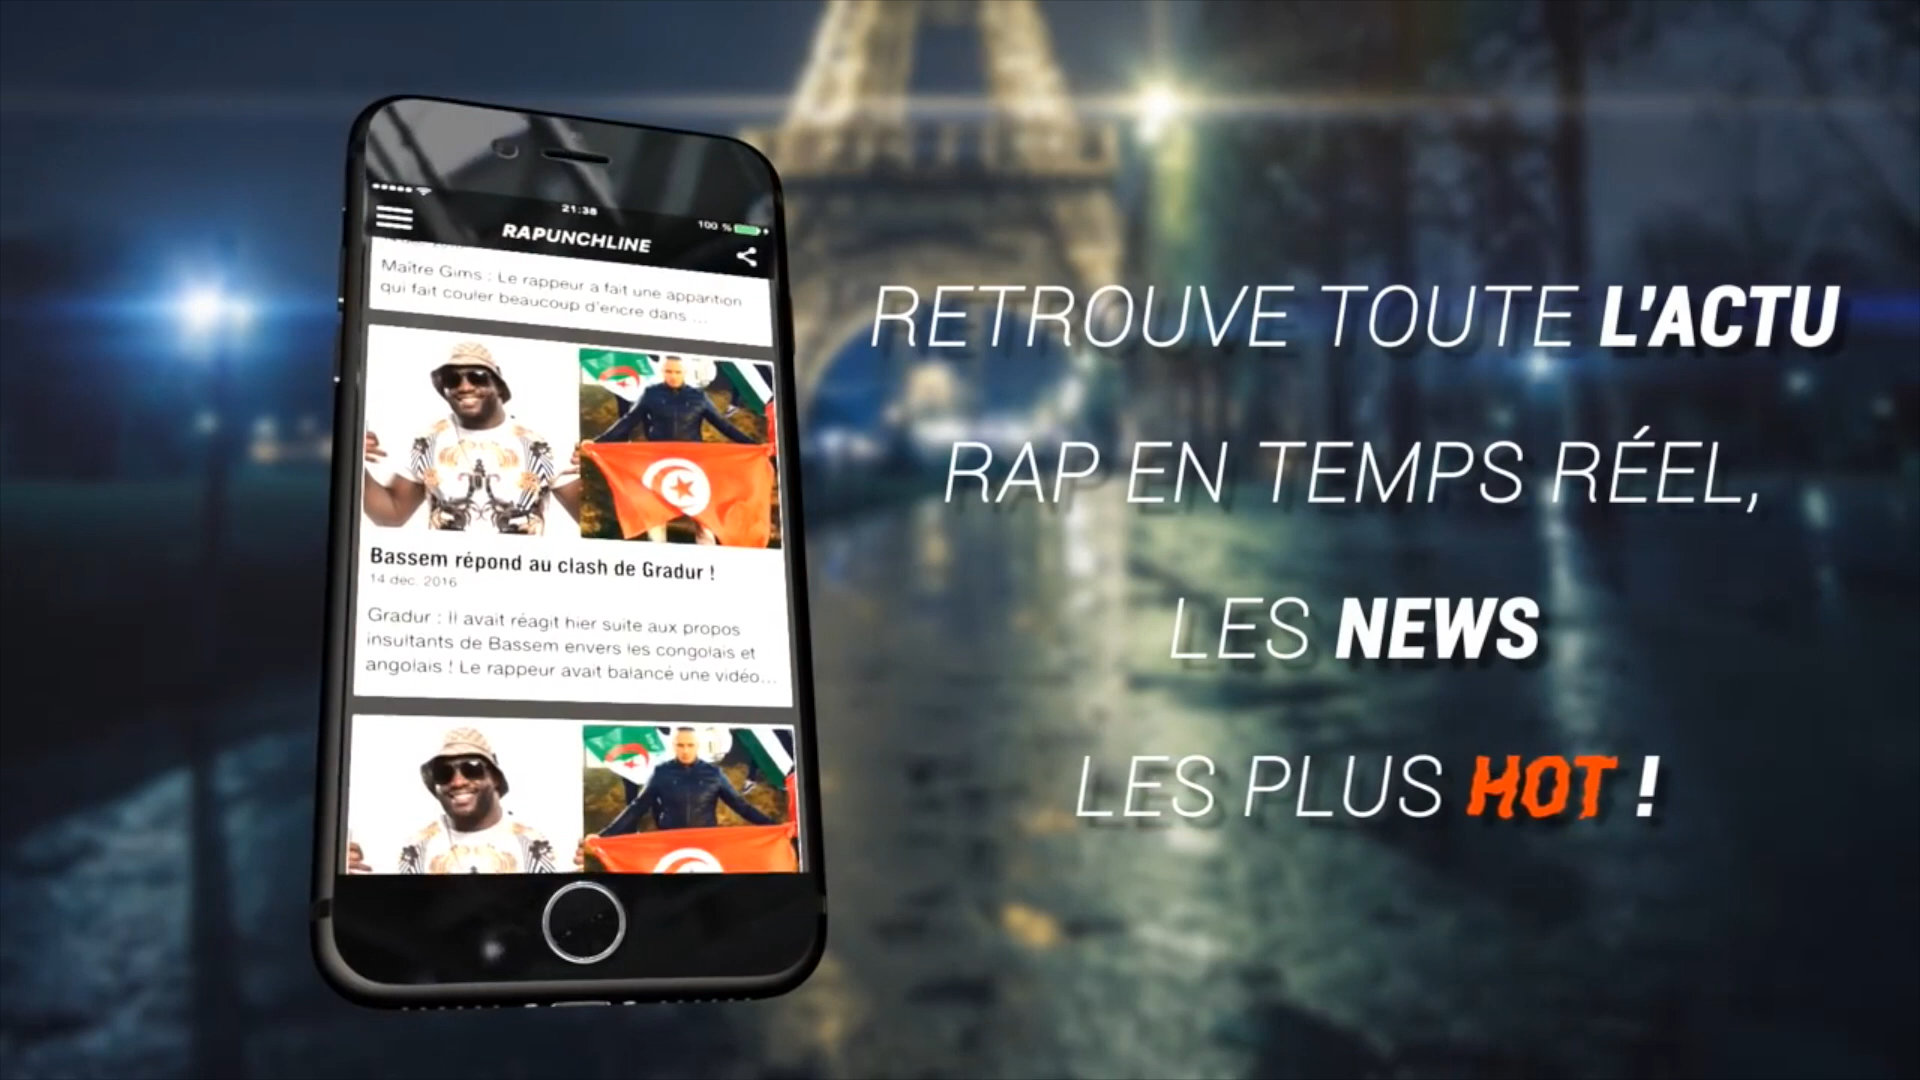 21:38
100 %
RAPUNCHLINE
Maître Gims : Le rappeur a fait une apparition
qui fait couler beaucoup d'encre dans ...
Bassem répond au clash de Gradur !
14 dec. 2016
Gradur : Il avait réagit hier suite aux propos
insultants de Bassem envers les congolais et
angolais ! Le rappeur avait balancé une vidéo...
RETROUVE TOUTE L'ACTU
RAP EN TEMPS RÉEL,
LES NEWS
LES PLUS HOT !